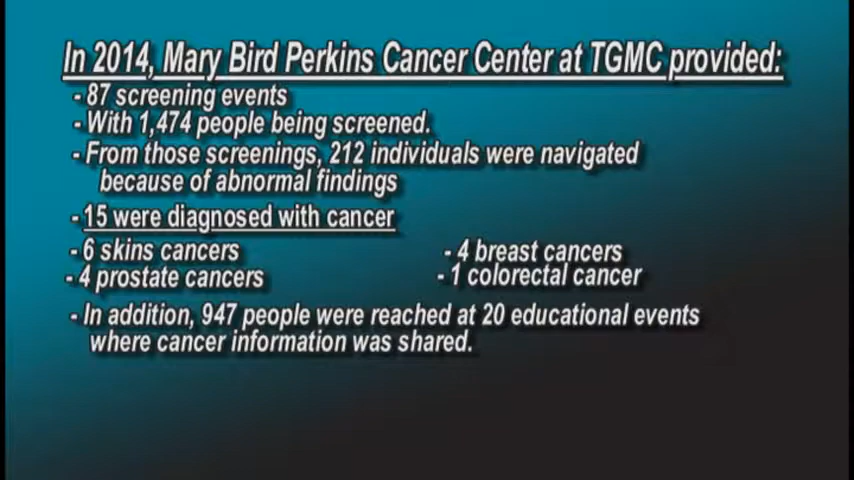 In 2014, Mary Bird Perkins Cancer Center at TGMC provided:
- 87 screening events
- With 1,474 people being screened.
- From those screenings, 212 individuals were navigated
because of abnormal findings
- 15 were diagnosed with cancer
- 6 skins cancers
- 4 breast cancers
- 4 prostate cancers
- 1 colorectal cancer
- In addition, 947 people were reached at 20 educational events
where cancer information was shared.